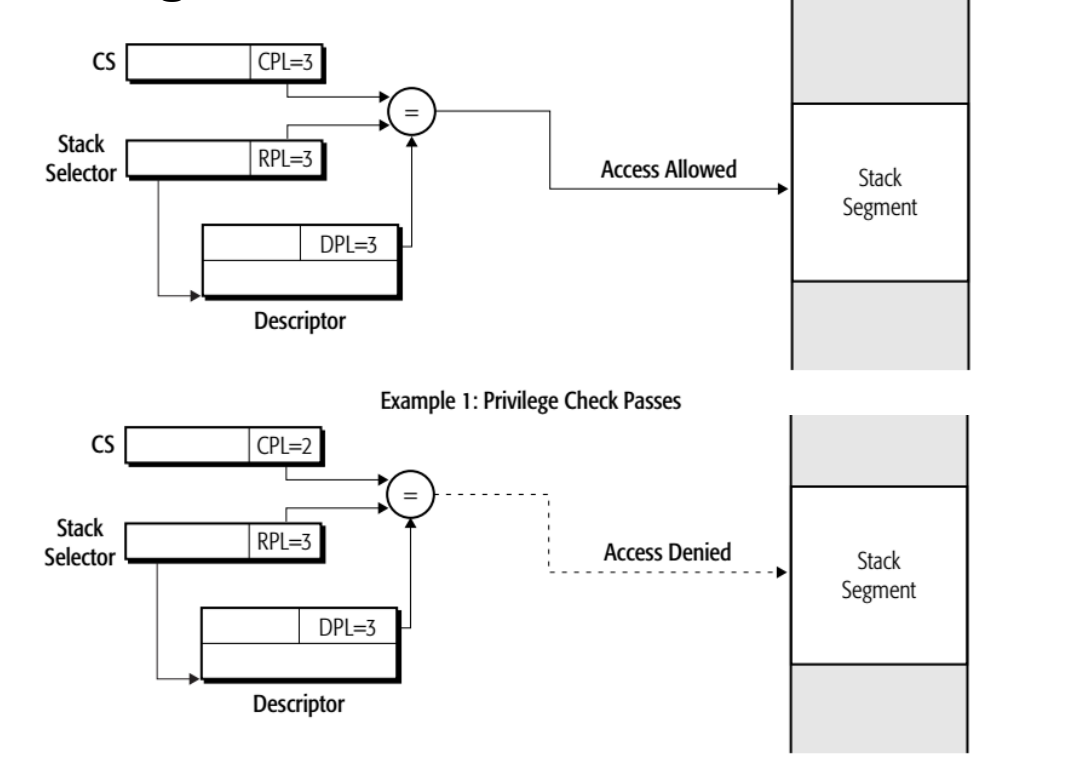 CS
CPL=3
=
Stack
Selector
RPL=3
Access Allowed
Stack
Segment
DPL=3
Descriptor
Example 1: Privilege Check Passes
CS
CPL=2
=
Stack
Selector
RPL=3
Access Denied
Stack
Segment
DPL=3
Descriptor